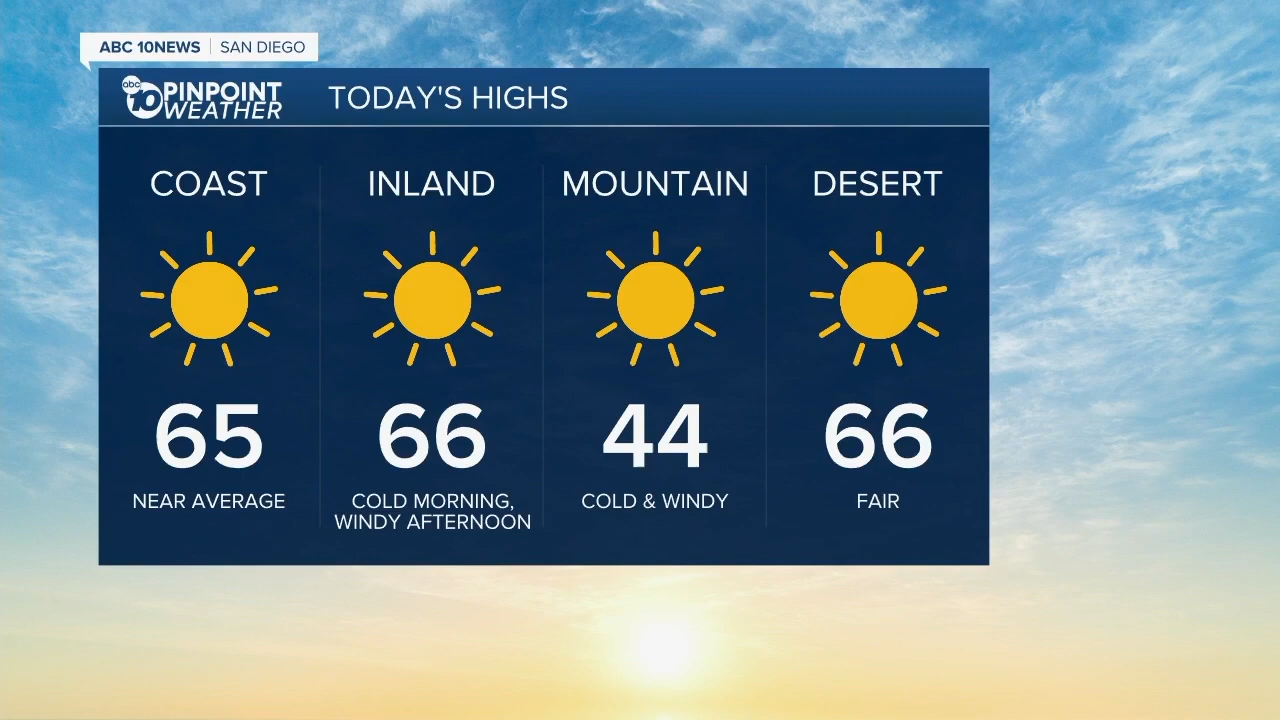 ABC 10NEWS | SAN DIEGO
abc 10 PINPOINT
WEATHER
TODAY'S HIGHS
COAST
65
NEAR AVERAGE
INLAND
66
COLD MORNING,
WINDY AFTERNOON
MOUNTAIN
44
COLD & WINDY
DESERT
66
FAIR